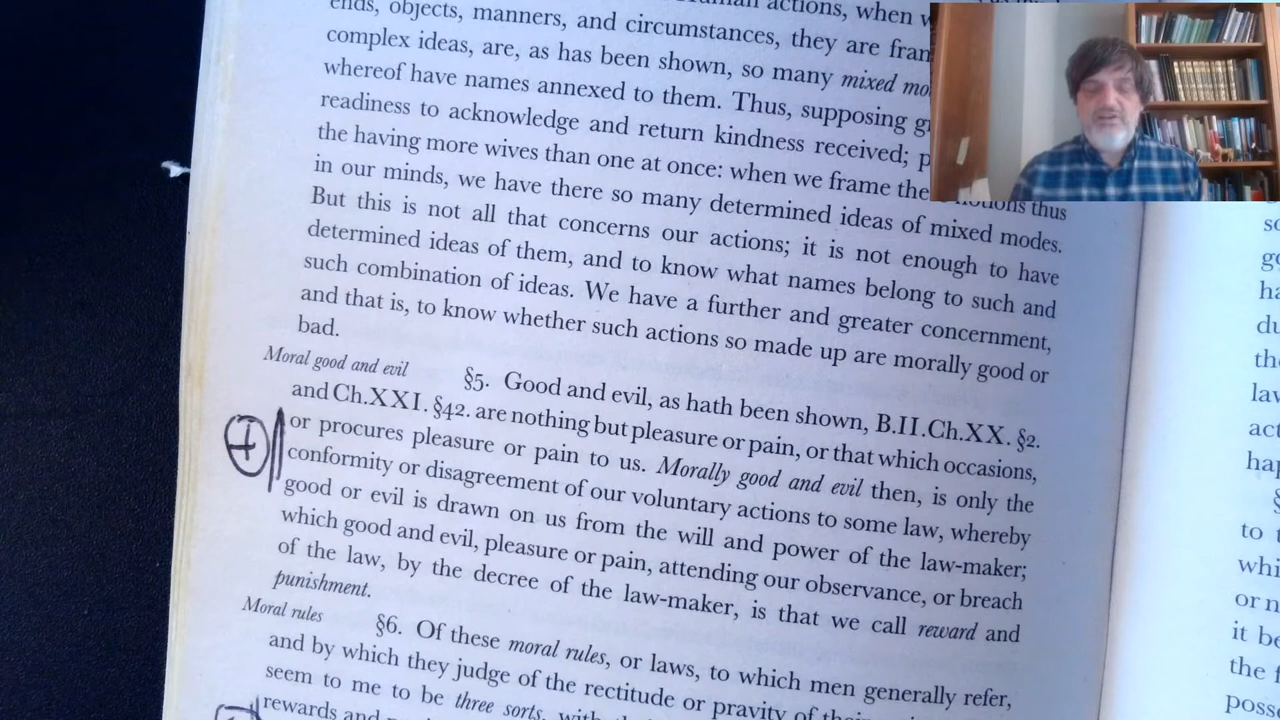 ends, objects, manners, and circumstances, they are
complex ideas, are, as has been shown, so many mixed
whereof have names annexed to them. Thus, supposing
readiness to acknowledge and return kindness received;
the having more wives than one at once: when we frame
in our minds, we have there so many determined ideas of mixed modes.
But this is not all that concerns our actions; it is not enough to have
determined ideas of them, and to know what names belong to such and
such combination of ideas. We have a further and greater concernment,
and that is, to know whether such actions so made up are morally good or
bad.
Moral good and evil
§5. Good and evil, as hath been shown, B.II.Ch.XX. §2.
and Ch.XXI. §42. are nothing but pleasure or pain, or that which occasions,
or procures pleasure or pain to us. Morally good and evil then, is only the
conformity or disagreement of our voluntary actions to some law, whereby
good or evil is drawn on us from the will and power of the law-maker;
which good and evil, pleasure or pain, attending our observance, or breach
of the law, by the decree of the law-maker, is that we call reward and
punishment.
Moral rules
§6. Of these moral rules, or laws, to which men generally refer,
and by which they judge of the rectitude or pravity of their
seem to me to be three sorts,
rewards and